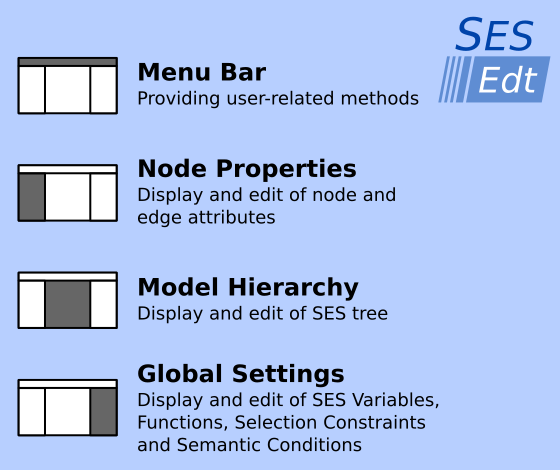 SES
Edt
Menu Bar
Providing user-related methods
Node Properties
Display and edit of node and
edge attributes
Model Hierarchy
Display and edit of SES tree
Global Settings
Display and edit of SES Variables,
Functions, Selection Constraints
and Semantic Conditions